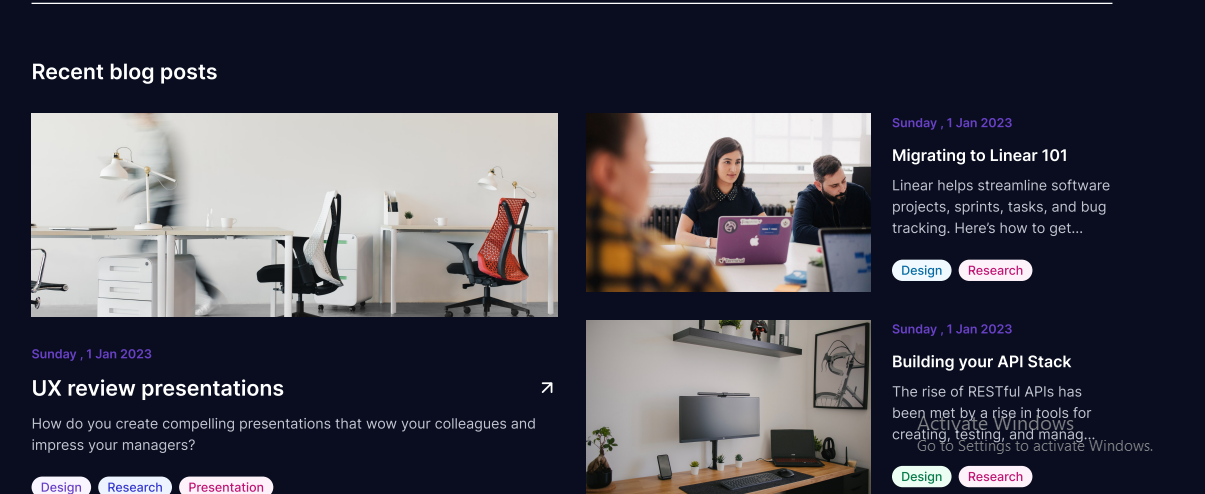 Recent blog posts
Sunday , 1 Jan 2023
UX review presentations
How do you create compelling presentations that wow your colleagues and
impress your managers?
Design
Research
Presentation
Sunday , 1 Jan 2023
Migrating to Linear 101
Linear helps streamline software
projects, sprints, tasks, and bug
tracking. Here’s how to get...
Design
Research
Sunday , 1 Jan 2023
Building your API Stack
The rise of RESTful APIs has
been met by a rise in tools for
creating, testing, and manag...
Design
Research
Activate Windows
Go to Settings to activate Windows.